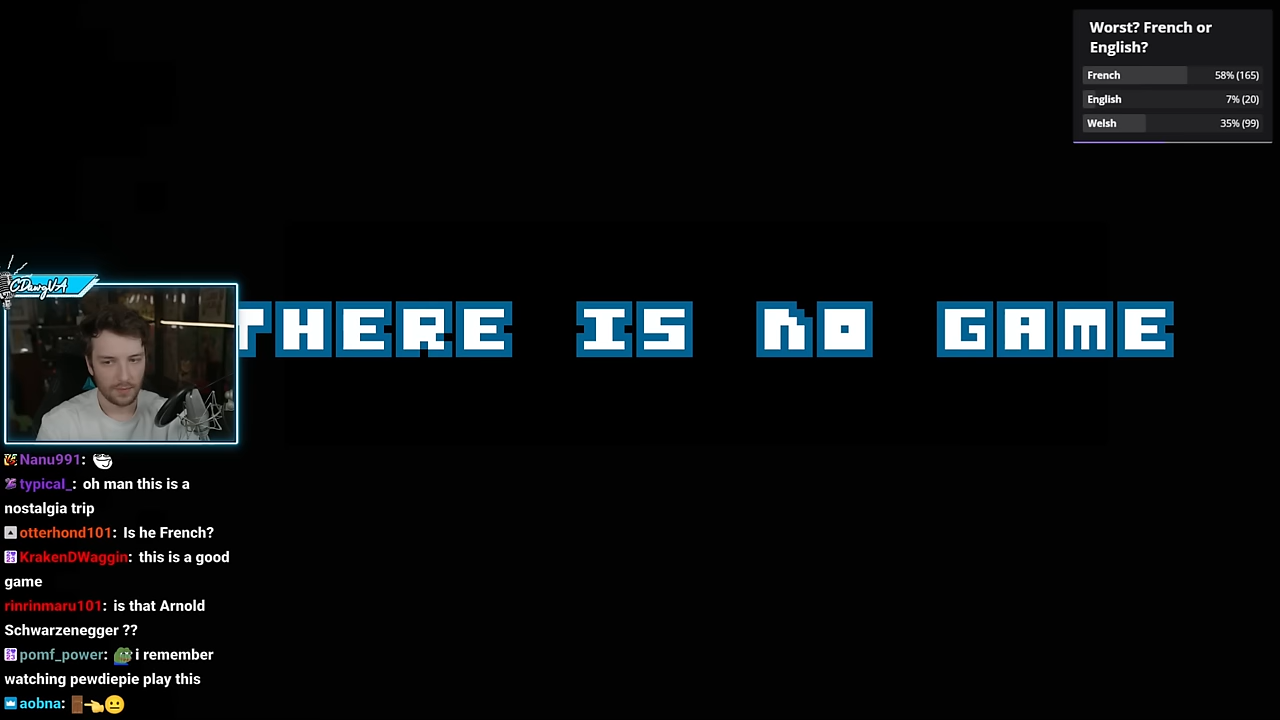 Worst? French or
English?
French 58% (165)
English 7% (20)
Welsh 35% (99)
CDawgVA
THERE IS NO GAME
Nanu991:
typical_: oh man this is a
nostalgia trip
otterhond101: Is he French?
KrakenDWaggin: this is a good
game
rinrinmaru101: is that Arnold
Schwarzenegger ??
pomf_power: i remember
watching pewdiepie play this
aobna: